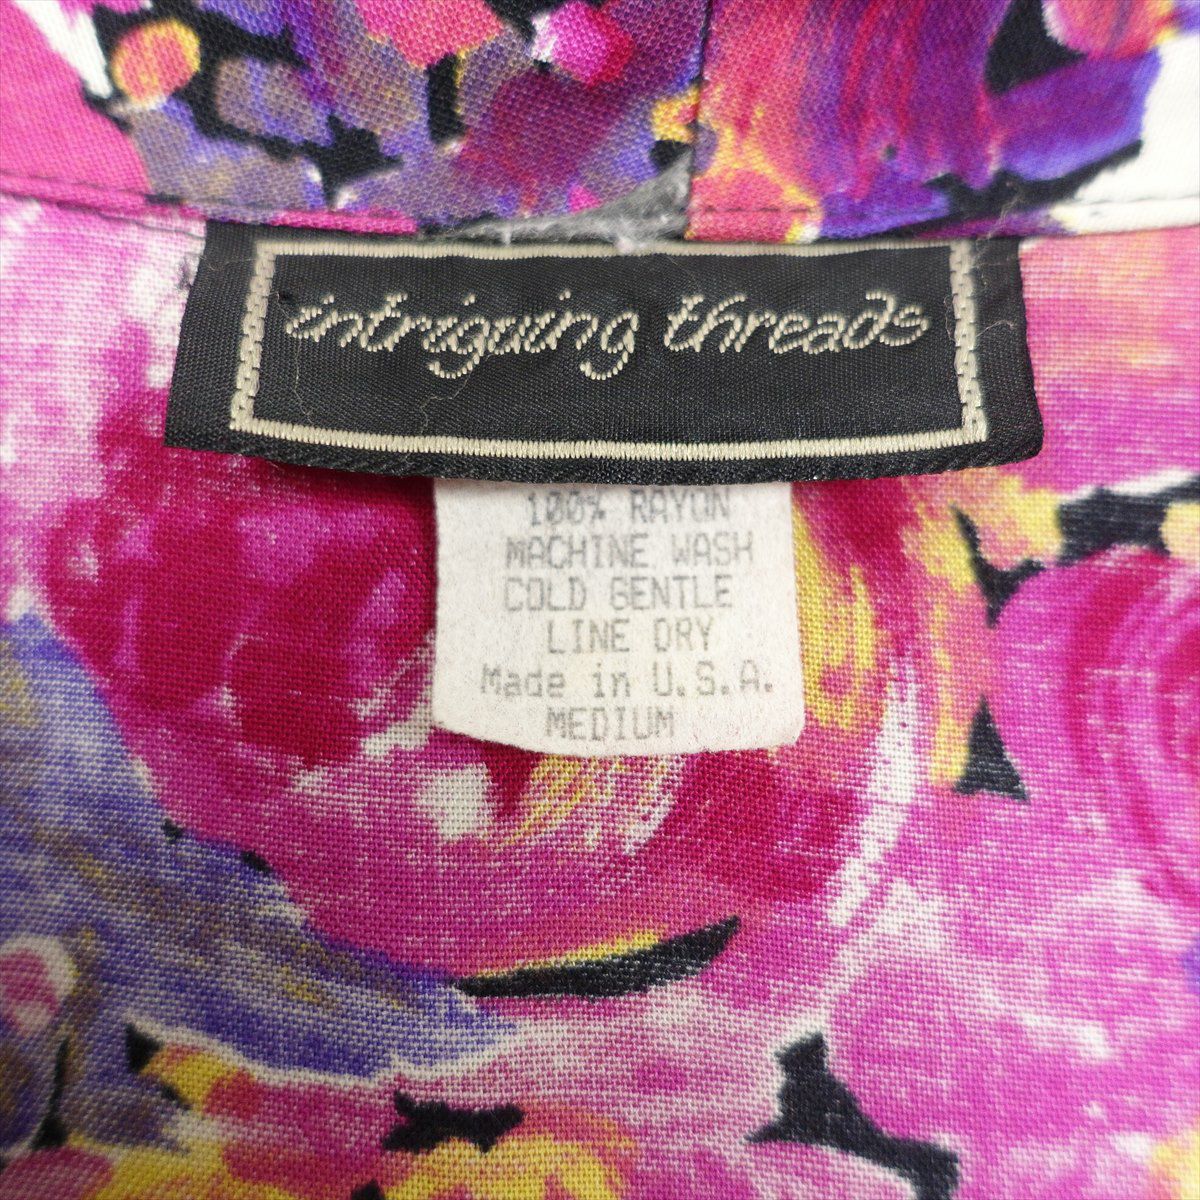 intriguing threads
100% RAYON
MACHINE WASH
COLD GENTLE
LINE DRY
Made in U.S.A.
MEDIUM